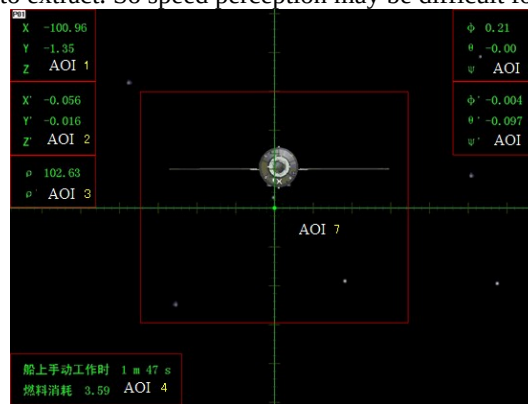 to extract. So speed perception may be difficult fo
P01
X -100.96
Y -1.35
Z AOI 1
X' -0.056
Y' -0.016
Z' AOI 2
ρ 102.63
ρ' AOI 3
ϕ 0.21
θ -0.00
ψ AOI
ϕ' -0.004
θ' -0.097
ψ' AOI
AOI 7
船上手动工作时 1 m 47 s
燃料消耗 3.59 AOI 4